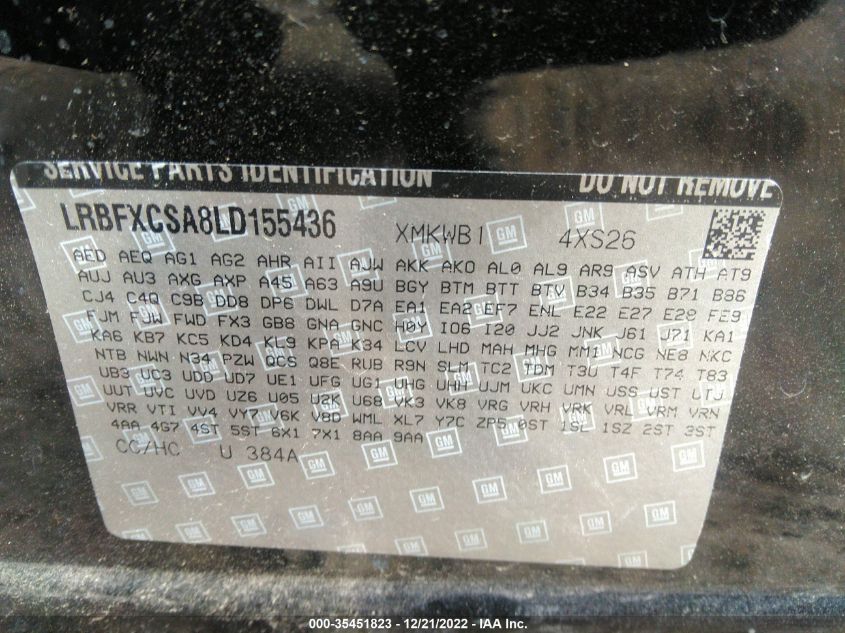 SERVICE PARTS IDENTIFICATION DO NOT REMOVE
LRBFXCSA8LD155436 XMKWB1 4XS26
AED AEQ AG1 AG2 AHR AII AJW AKK AKO AL0 AL9 AR9 ASV ATH AT9
AUJ AU3 AXG AXP A45 A63 A9U BGY BTM BTT BTV B34 B35 B71 B86
CJ4 C4Q C9B DD8 DP6 DWL D7A EA1 EA2 EF7 ENL E22 E27 E28 FE9
FJM FJW FWD FX3 GB8 GNA GNC H0Y IO6 I20 JJ2 JNK J61 J71 KA1
KA6 KB7 KC5 KD4 KL9 KPA K34 LCV LHD MAH MHG MM1 NCG NE8 NKC
NTB NWN N34 PZW QCS Q8E RUB R9N SLM TC2 TDM T3U T4F T74 T83
UB3 UC3 UDD UD7 UE1 UFG UG1 UHG UHH UJM UKC UMN USS UST UTJ
UUT UVC UVD UZ6 U05 U2K U68 VK3 VK8 VRG VRH VRK VRL VRM VRN
VRR VTI VV4 VY7 V6K V8D WML XL7 Y7C ZP5 0ST 1SL 1SZ 2ST 3ST
4AA 4G7 4ST 5ST 6X1 7X1 8AA 9AA
CC/HC U 384A
GM
000-35451823 - 12/21/2022 - IAA Inc.